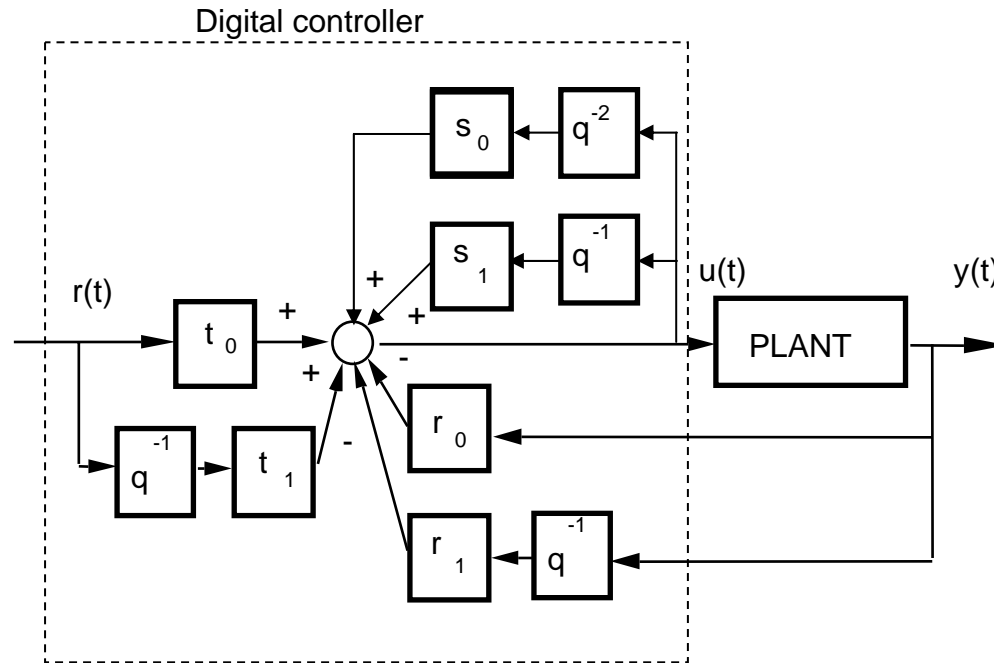 Digital controller
s 0
q -2
s 1
q -1
u(t)
y(t)
r(t)
+
+
+
t 0
+
-
PLANT
-
r 0
q -1
t 1
r 1
q -1